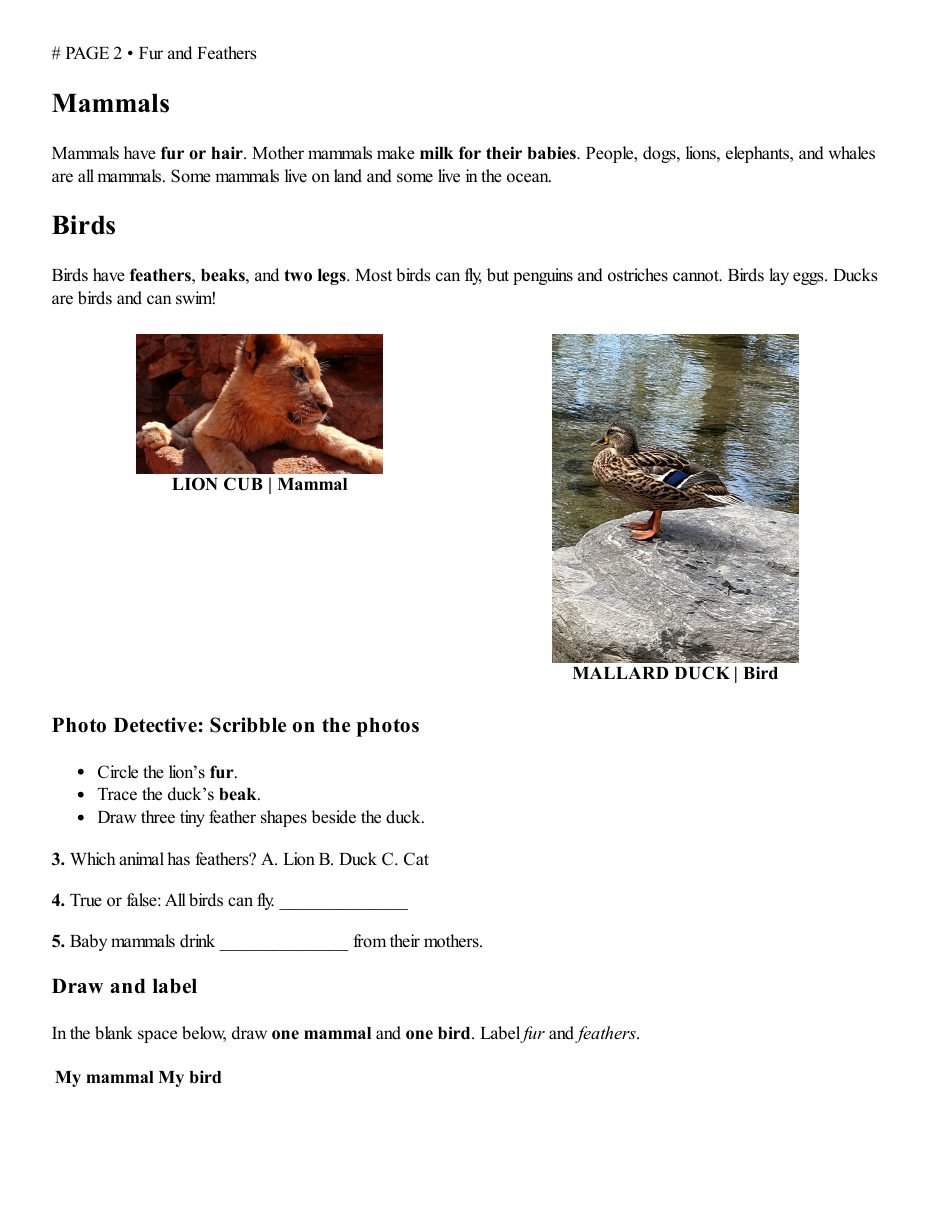 # PAGE 2 • Fur and Feathers
Mammals
Mammals have fur or hair. Mother mammals make milk for their babies. People, dogs, lions, elephants, and whales
are all mammals. Some mammals live on land and some live in the ocean.
Birds
Birds have feathers, beaks, and two legs. Most birds can fly, but penguins and ostriches cannot. Birds lay eggs. Ducks
are birds and can swim!
LION CUB | Mammal
MALLARD DUCK | Bird
Photo Detective: Scribble on the photos
• Circle the lion’s fur.
• Trace the duck’s beak.
• Draw three tiny feather shapes beside the duck.
3. Which animal has feathers? A. Lion B. Duck C. Cat
4. True or false: All birds can fly. ______________
5. Baby mammals drink ______________ from their mothers.
Draw and label
In the blank space below, draw one mammal and one bird. Label fur and feathers.
My mammal My bird